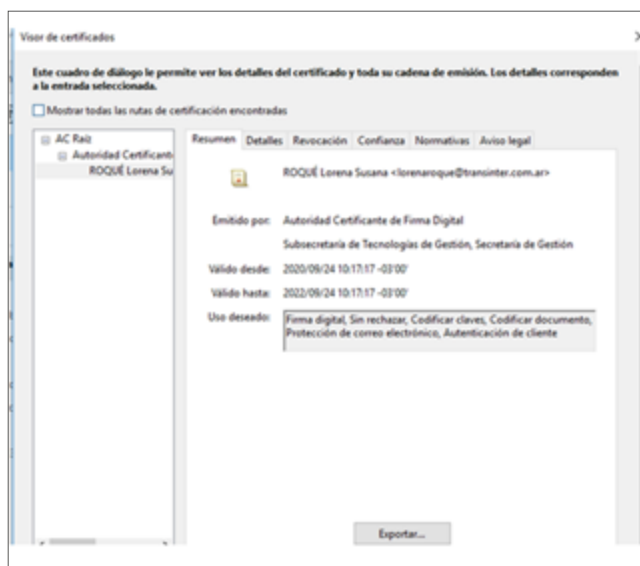 Visor de certificados
Este cuadro de diálogo le permite ver los detalles del certificado y toda su cadena de emisión. Los detalles corresponden
a la entrada seleccionada.
Mostrar todas las rutas de certificación encontradas
AC Raíz
Autoridad Certificant
ROQUÉ Lorena Su
Resumen Detalles Revocación Confianza Normativas Aviso legal
ROQUÉ Lorena Susana <lorenaroque@transinter.com.ar>
Emitido por: Autoridad Certificante de Firma Digital
Subsecretaría de Tecnologías de Gestión, Secretaría de Gestión
Válido desde: 2020/09/24 10:17:17 -03'00'
Válido hasta: 2022/09/24 10:17:17 -03'00'
Uso deseado: Firma digital, Sin rechazar, Codificar claves, Codificar documento,
Protección de correo electrónico, Autenticación de cliente
Exportar...